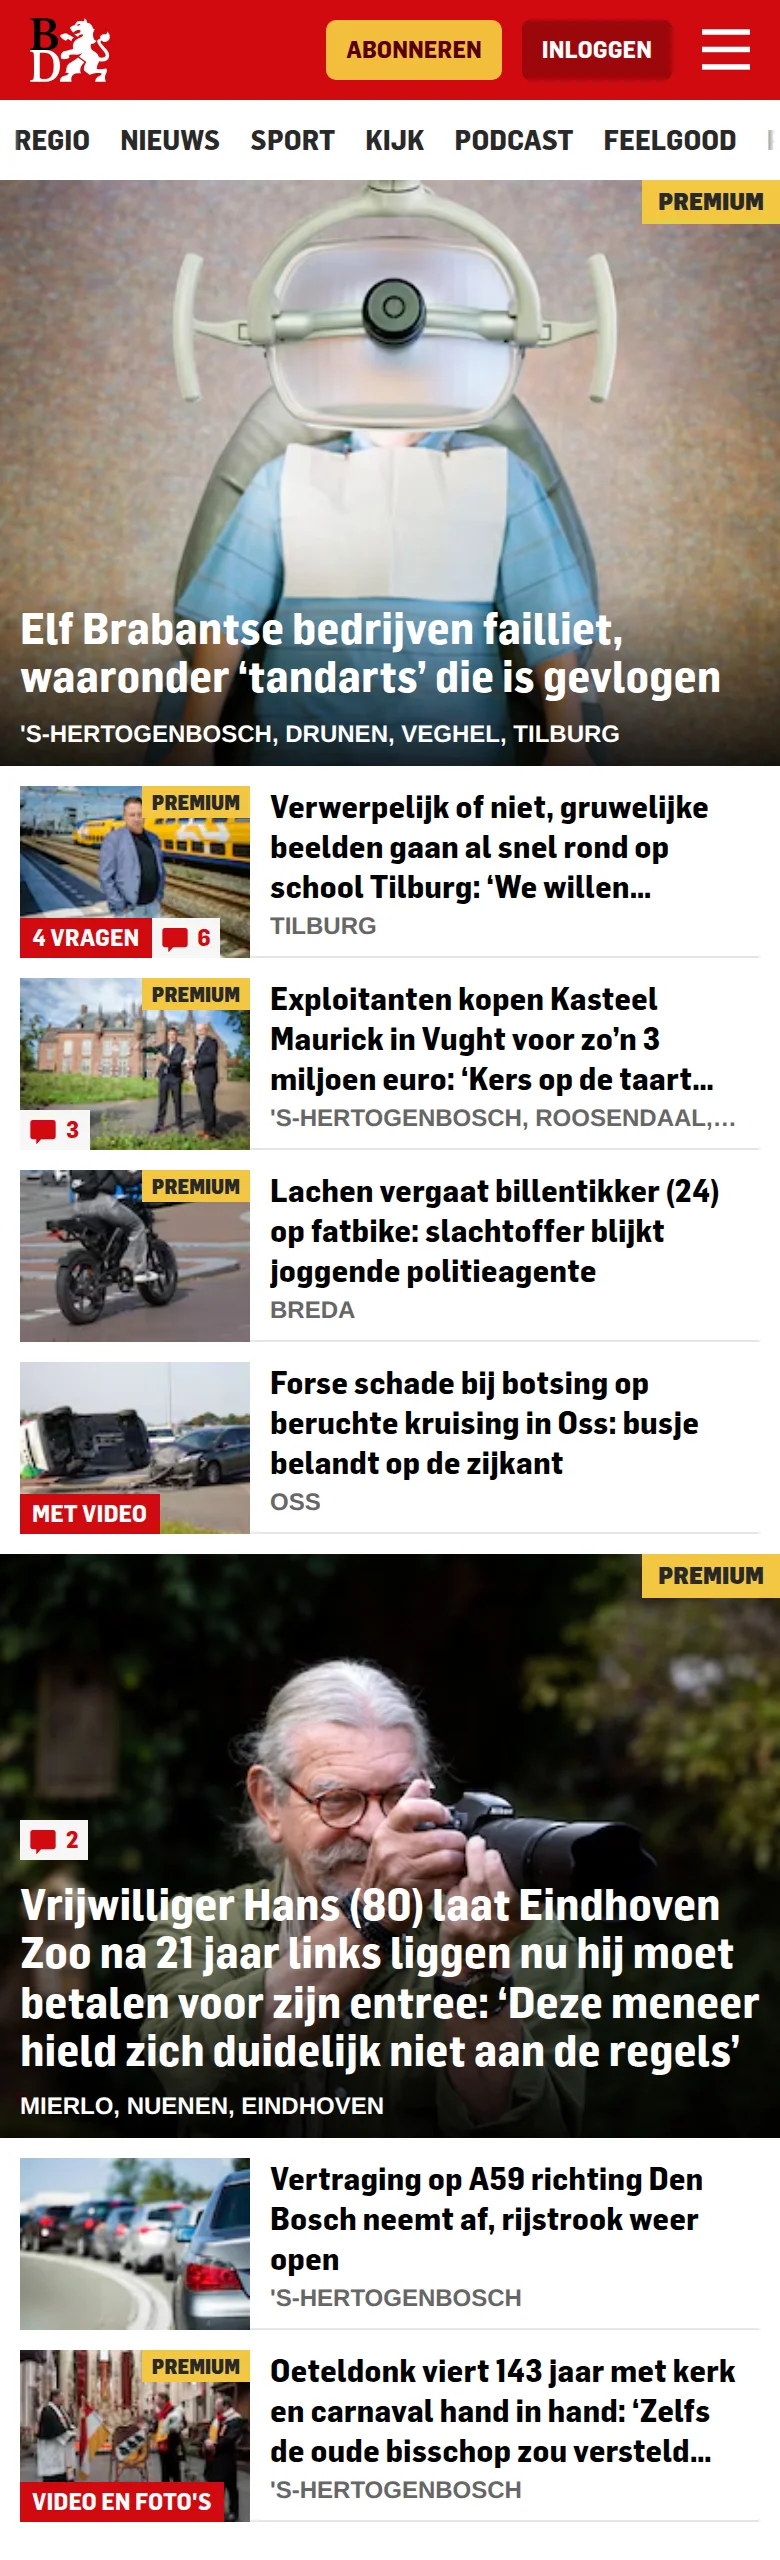 B
D
ABONNEREN
INLOGGEN
REGIO NIEUWS SPORT KIJK PODCAST FEELGOOD
PREMIUM
Elf Brabantse bedrijven failliet,
waaronder ‘tandarts’ die is gevlogen
'S-HERTOGENBOSCH, DRUNEN, VEGHEL, TILBURG
PREMIUM
4 VRAGEN
6
Verwerpelijk of niet, gruwelijke
beelden gaan al snel rond op
school Tilburg: ‘We willen...
TILBURG
PREMIUM
3
Exploitanten kopen Kasteel
Maurick in Vught voor zo’n 3
miljoen euro: ‘Kers op de taart...
'S-HERTOGENBOSCH, ROOSENDAAL,...
PREMIUM
Lachen vergaat billentikker (24)
op fatbike: slachtoffer blijkt
joggende politieagente
BREDA
MET VIDEO
Forse schade bij botsing op
beruchte kruising in Oss: busje
belandt op de zijkant
OSS
PREMIUM
2
Vrijwilliger Hans (80) laat Eindhoven
Zoo na 21 jaar links liggen nu hij moet
betalen voor zijn entree: ‘Deze meneer
hield zich duidelijk niet aan de regels’
MIERLO, NUENEN, EINDHOVEN
Vertraging op A59 richting Den
Bosch neemt af, rijstrook weer
open
'S-HERTOGENBOSCH
PREMIUM
VIDEO EN FOTO'S
Oeteldonk viert 143 jaar met kerk
en carnaval hand in hand: ‘Zelfs
de oude bisschop zou versteld...
'S-HERTOGENBOSCH